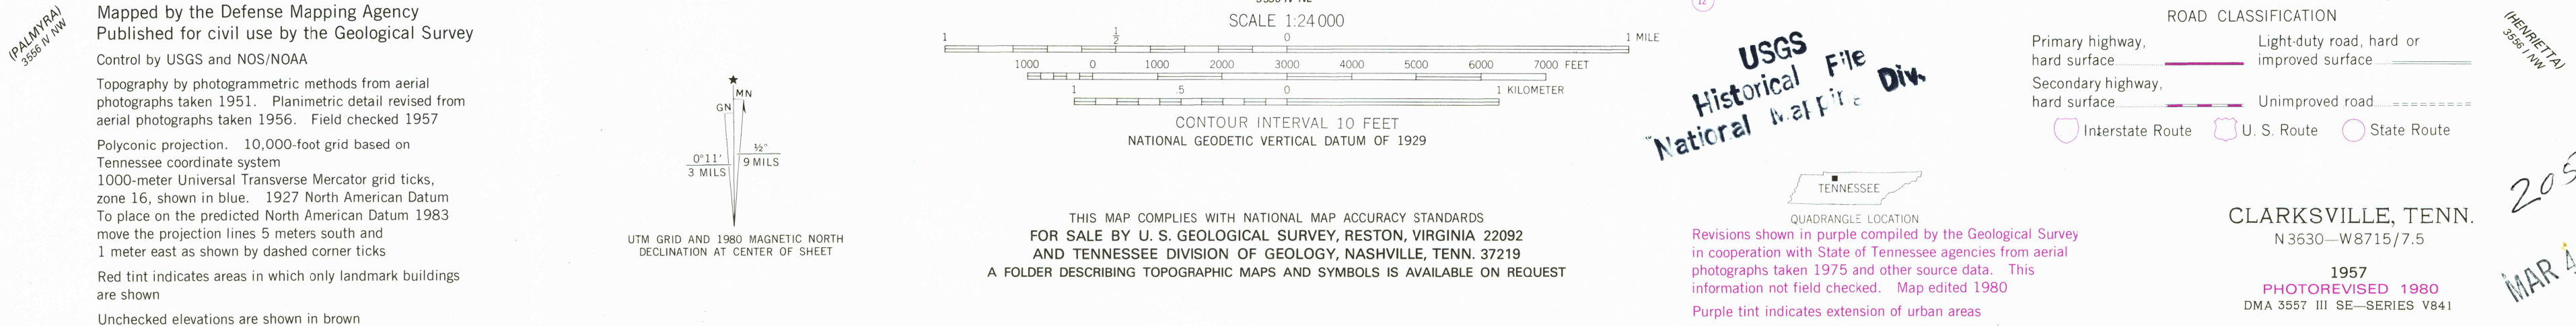 (PALMYRA)
3556 IV NW
Mapped by the Defense Mapping Agency
Published for civil use by the Geological Survey
Control by USGS and NOS/NOAA
Topography by photogrammetric methods from aerial
photographs taken 1951. Planimetric detail revised from
aerial photographs taken 1956. Field checked 1957
Polyconic projection. 10,000-foot grid based on
Tennessee coordinate system
1000-meter Universal Transverse Mercator grid ticks,
zone 16, shown in blue. 1927 North American Datum
To place on the predicted North American Datum 1983
move the projection lines 5 meters south and
1 meter east as shown by dashed corner ticks
Red tint indicates areas in which only landmark buildings
are shown
Unchecked elevations are shown in brown
★
MN
GN
0°11′
3 MILS
½°
9 MILS
UTM GRID AND 1980 MAGNETIC NORTH
DECLINATION AT CENTER OF SHEET
SCALE 1:24 000
1 ½ 0 1 MILE
1000 0 1000 2000 3000 4000 5000 6000 7000 FEET
1 .5 0 1 KILOMETER
CONTOUR INTERVAL 10 FEET
NATIONAL GEODETIC VERTICAL DATUM OF 1929
THIS MAP COMPLIES WITH NATIONAL MAP ACCURACY STANDARDS
FOR SALE BY U. S. GEOLOGICAL SURVEY, RESTON, VIRGINIA 22092
AND TENNESSEE DIVISION OF GEOLOGY, NASHVILLE, TENN. 37219
A FOLDER DESCRIBING TOPOGRAPHIC MAPS AND SYMBOLS IS AVAILABLE ON REQUEST
12
USGS
Historical File
National Mapping Div.
TENNESSEE
QUADRANGLE LOCATION
Revisions shown in purple compiled by the Geological Survey
in cooperation with State of Tennessee agencies from aerial
photographs taken 1975 and other source data. This
information not field checked. Map edited 1980
Purple tint indicates extension of urban areas
ROAD CLASSIFICATION
Primary highway,
hard surface
Light-duty road, hard or
improved surface
Secondary highway,
hard surface
Unimproved road
Interstate Route U. S. Route State Route
(HENRIETTA)
3556 I NW
CLARKSVILLE, TENN.
N3630—W8715/7.5
1957
PHOTOREVISED 1980
DMA 3557 III SE—SERIES V841
205
MAR 4